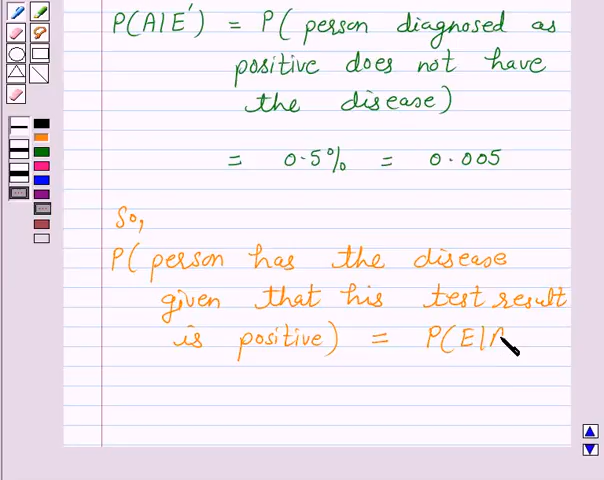 P(A|E') = P( person diagnosed as
positive does not have
the disease)
= 0.5% = 0.005
So,
P( person has the disease
given that his test result
is positive) = P(E|